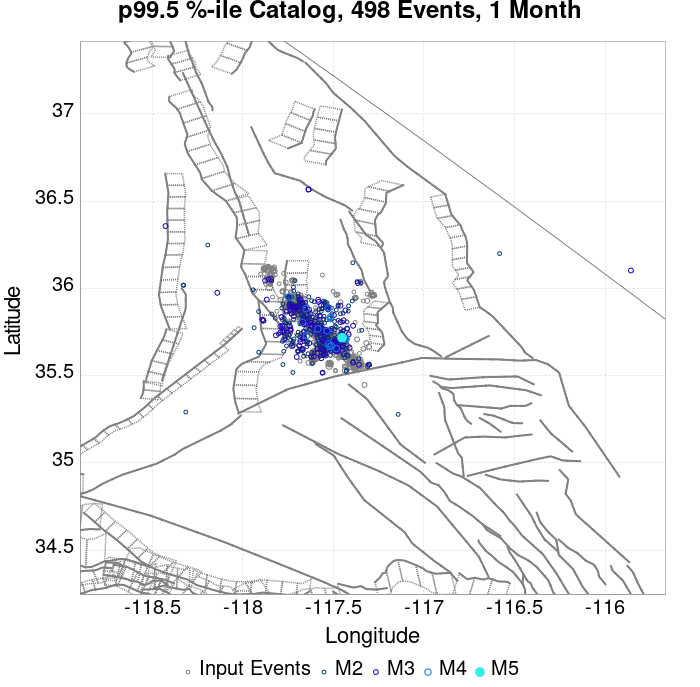 p99.5 %-ile Catalog, 498 Events, 1 Month
37
36.5
36
35.5
35
34.5
Latitude
-118.5 -118 -117.5 -117 -116.5 -116
Longitude
Input Events M2 M3 M4 M5